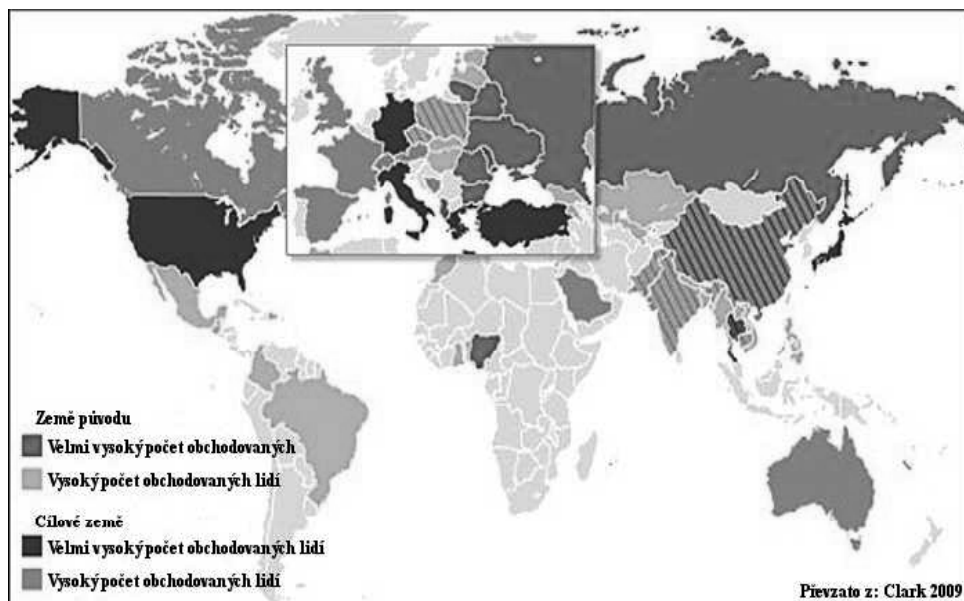 Země původu
Velmi vysoký počet obchodovaných
Vysoký počet obchodovaných lidí
Cílové země
Velmi vysoký počet obchodovaných lidí
Vysoký počet obchodovaných lidí
Převzato z: Clark 2009